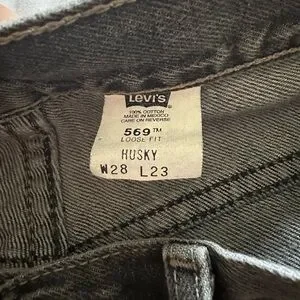 Levi's
100% COTTON
MADE IN MEXICO
CARE ON REVERSE
569™
LOOSE FIT
HUSKY
W28 L23